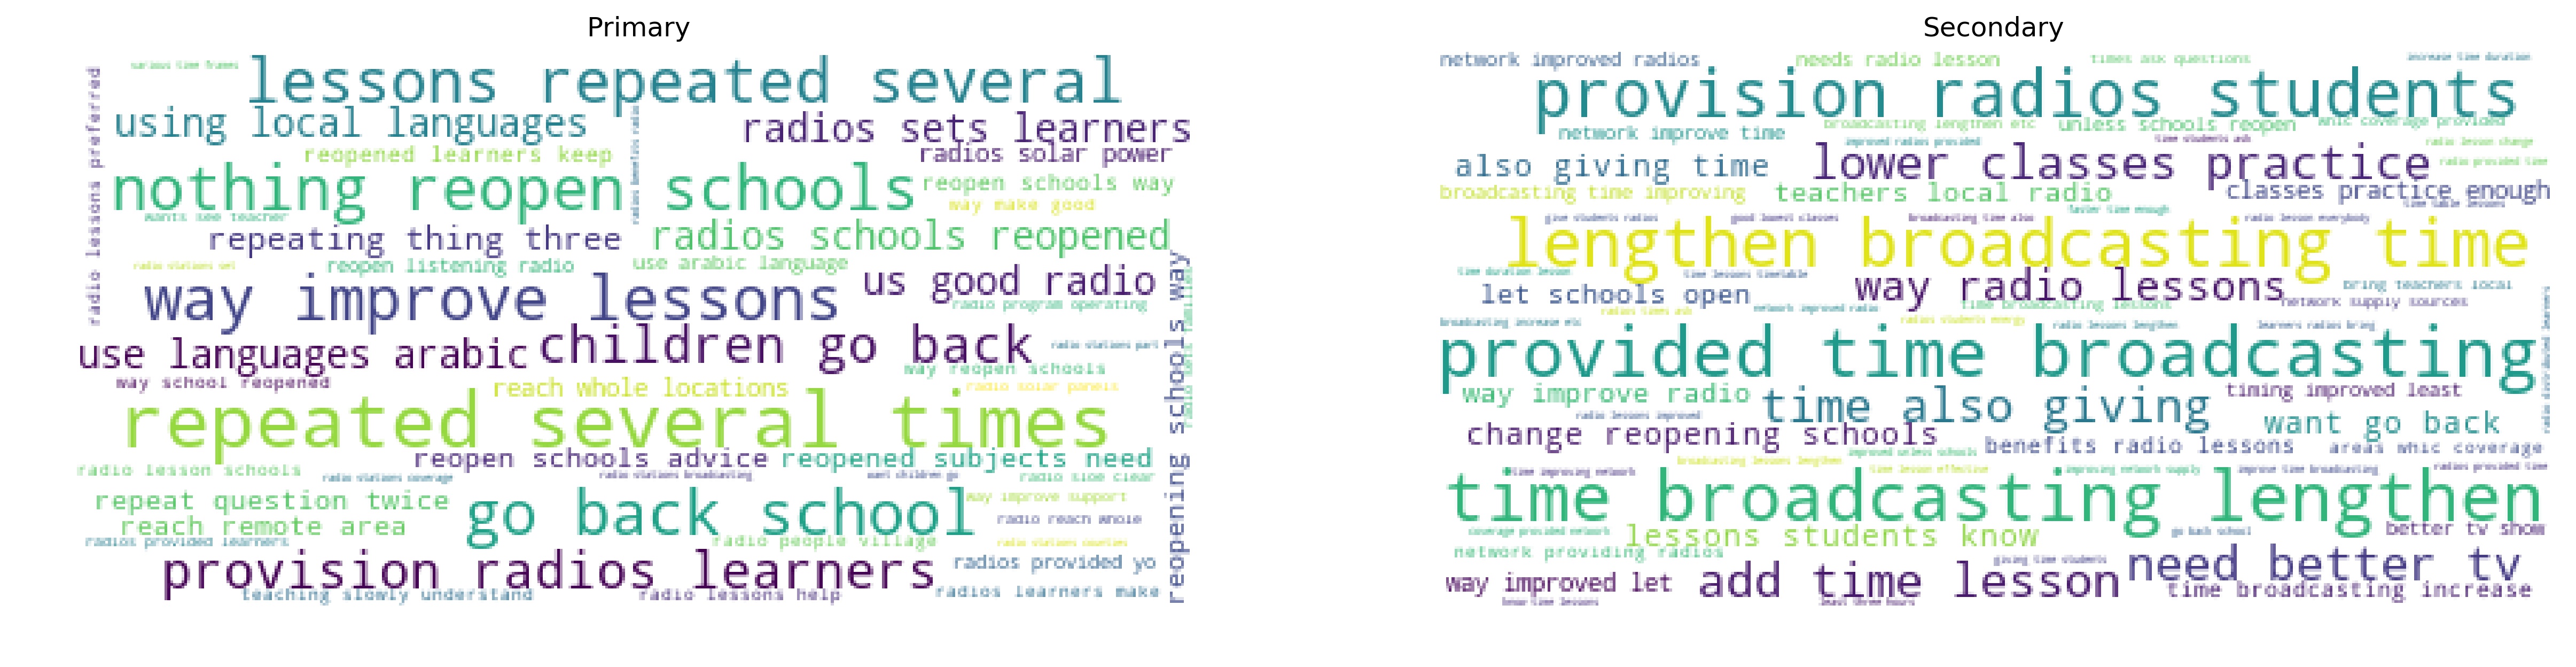 Primary
various time frames
lessons repeated several
radio lessons preferred
using local languages
radios sets learners
reopened learners keep
radios solar power
radios benefits radio
nothing reopen schools
reopen schools way
way make good
wants see teacher
repeating thing three
radios schools reopened
radio stations set
reopen listening radio
use arabic language
us good radio
way improve lessons
radio program operating
use languages arabic
children go back
radio stations part
way reopen schools
way school reopened
reach whole locations
radio solar panels
repeated several times
reopening schools way
reopen schools advice
reopened subjects need
radio lesson schools
radio stations coverage
radio stations broadcasting
want children go
radio size clear
repeat question twice
go back school
way improve support
reach remote area
radio reach whole
radios provided learners
radio people village
radio stations counties
provision radios learners
radios provided yo
teaching slowly understand
radio lessons help
radios learners make
Secondary
network improved radios
needs radio lesson
times ask questions
increase time duration
provision radios students
network improve time
broadcasting lengthen etc
unless schools reopen
whic coverage provided
improved radios provided
time students ask
radio lesson change
also giving time
lower classes practice
radio provided time
broadcasting time improving
teachers local radio
classes practice enough
time table lessons
give students radios
good lowest classes
broadcasting time also
faster time enough
radio lesson everybody
lengthen broadcasting time
time duration lesson
time lessons timetable
way radio lessons
bring teachers local
let schools open
time broadcasting lessons
network supply sources
radios times ask
network improved radio
broadcasting increase etc
radios students energy
radio lessons lengthen
learners radios bring
provided time broadcasting
radio distributed learners
way improve radio
time also giving
timing improved least
radio lessons improved
want go back
change reopening schools
benefits radio lessons
areas whic coverage
improved unless schools
broadcasting lessons lengthen
time improving network
time lesson effective
improving network supply
improve time broadcasting
radios provided time
time broadcasting lengthen
coverage provided network
lessons students know
go back school
better tv show
network providing radios
giving time students
need better tv
way improved let
add time lesson
time broadcasting increase
know time lessons
least three hours